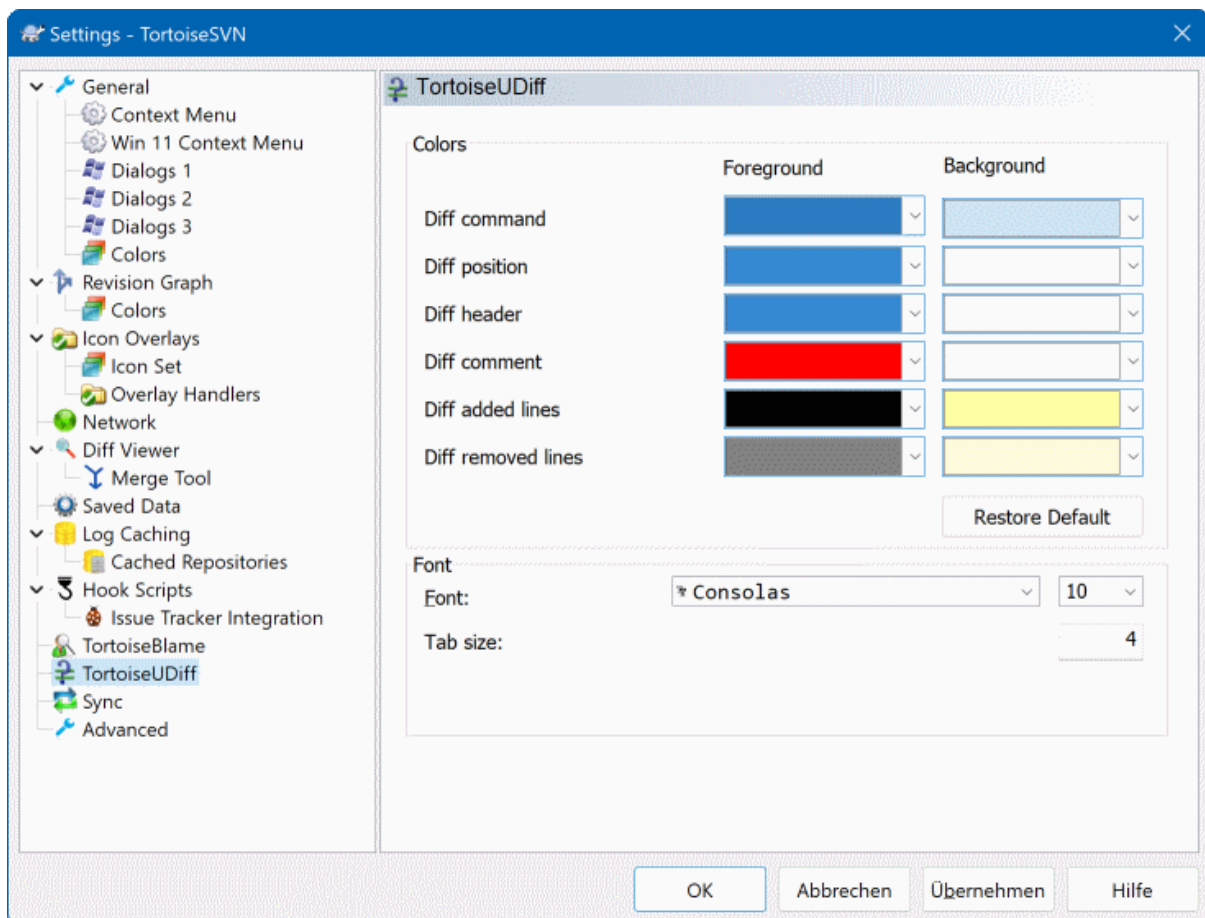 Settings - TortoiseSVN
General
Context Menu
Win 11 Context Menu
Dialogs 1
Dialogs 2
Dialogs 3
Colors
Revision Graph
Colors
Icon Overlays
Icon Set
Overlay Handlers
Network
Diff Viewer
Merge Tool
Saved Data
Log Caching
Cached Repositories
Hook Scripts
Issue Tracker Integration
TortoiseBlame
TortoiseUDiff
Sync
Advanced
TortoiseUDiff
Colors
Foreground Background
Diff command
Diff position
Diff header
Diff comment
Diff added lines
Diff removed lines
Restore Default
Font
Font: Consolas 10
Tab size: 4
OK Abbrechen Übernehmen Hilfe